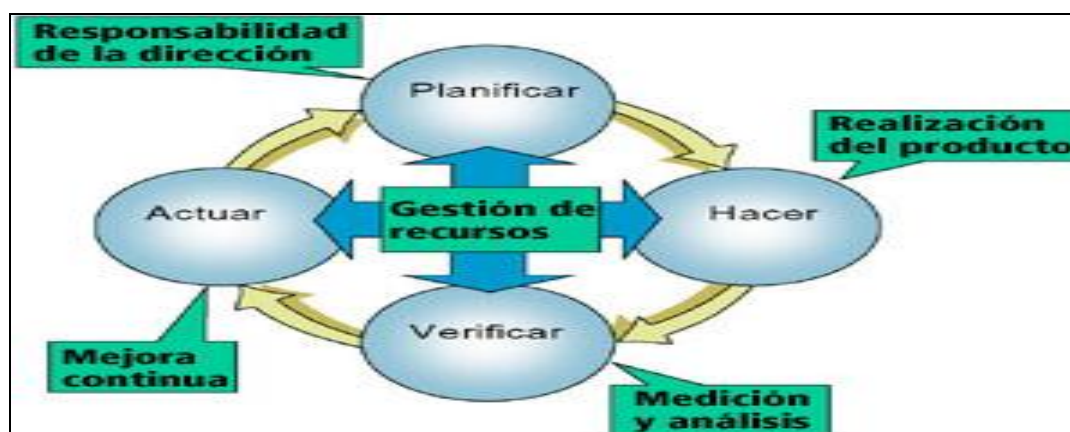 Responsabilidad
de la dirección
Planificar
Realización
del producto
Actuar
Gestión de
recursos
Hacer
Verificar
Mejora
continua
Medición
y análisis